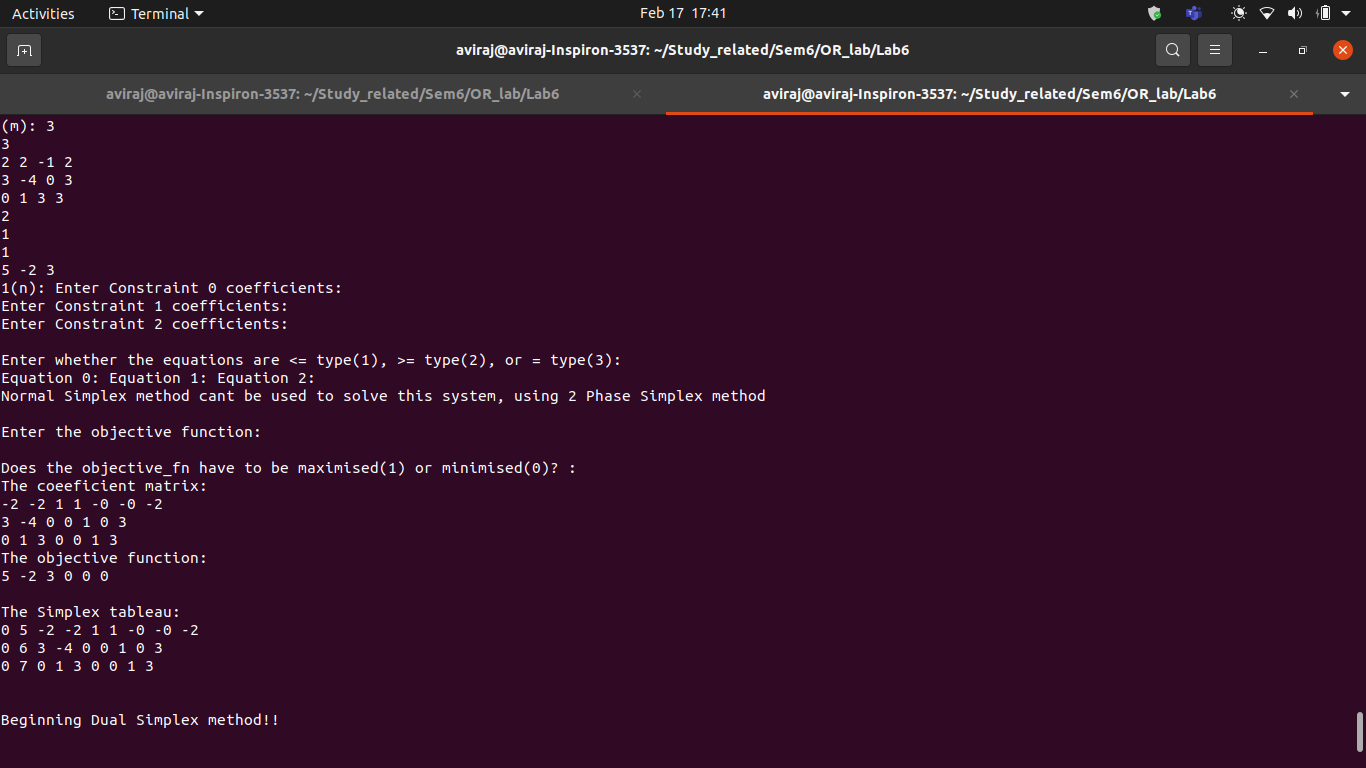 Activities Terminal Feb 17 17:41
aviraj@aviraj-Inspiron-3537: ~/Study_related/Sem6/OR_lab/Lab6
aviraj@aviraj-Inspiron-3537: ~/Study_related/Sem6/OR_lab/Lab6 aviraj@aviraj-Inspiron-3537: ~/Study_related/Sem6/OR_lab/Lab6
(m): 3
3
2 2 -1 2
3 -4 0 3
0 1 3 3
2
1
1
5 -2 3
1(n): Enter Constraint 0 coefficients:
Enter Constraint 1 coefficients:
Enter Constraint 2 coefficients:
Enter whether the equations are <= type(1), >= type(2), or = type(3):
Equation 0: Equation 1: Equation 2:
Normal Simplex method cant be used to solve this system, using 2 Phase Simplex method
Enter the objective function:
Does the objective_fn have to be maximised(1) or minimised(0)? :
The coeeficient matrix:
-2 -2 1 1 -0 -0 -2
3 -4 0 0 1 0 3
0 1 3 0 0 1 3
The objective function:
5 -2 3 0 0 0
The Simplex tableau:
0 5 -2 -2 1 1 -0 -0 -2
0 6 3 -4 0 0 1 0 3
0 7 0 1 3 0 0 1 3
Beginning Dual Simplex method!!